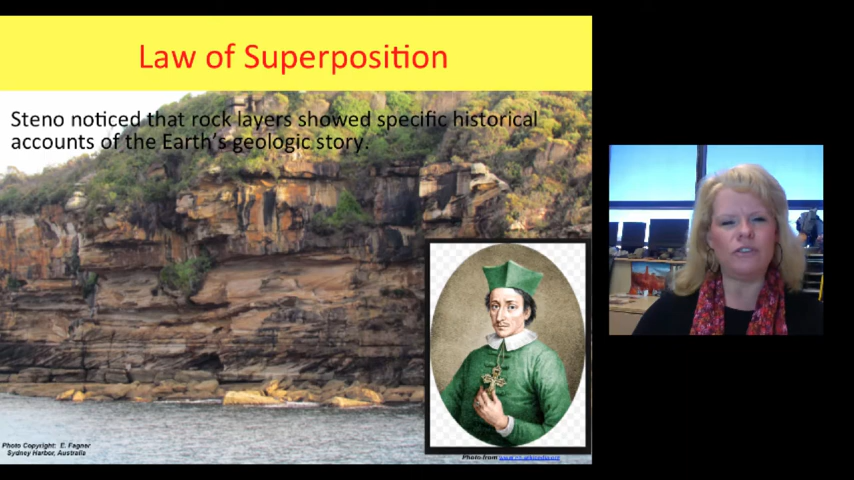 Law of Superposition
Steno noticed that rock layers showed specific historical
accounts of the Earth's geologic story.
Photo Copyright: E. Fagner
Sydney Harbor, Australia
Photo from